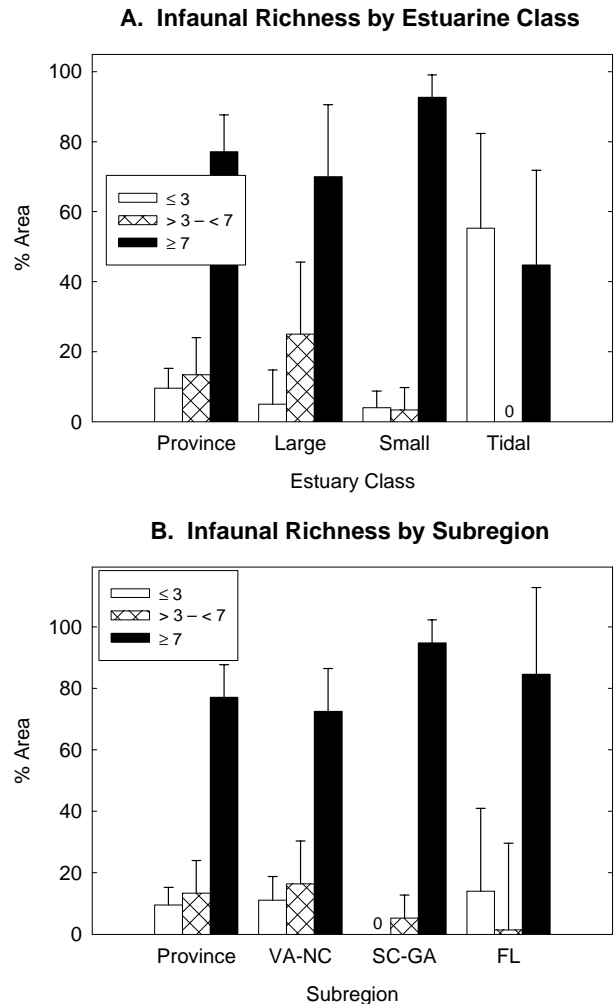 A. Infaunal Richness by Estuarine Class
100
80
60
40
20
0
% Area
≤ 3
> 3 – < 7
≥ 7
0
Province Large Small Tidal
Estuary Class
B. Infaunal Richness by Subregion
100
80
60
40
20
0
% Area
≤ 3
> 3 – < 7
≥ 7
0
Province VA-NC SC-GA FL
Subregion